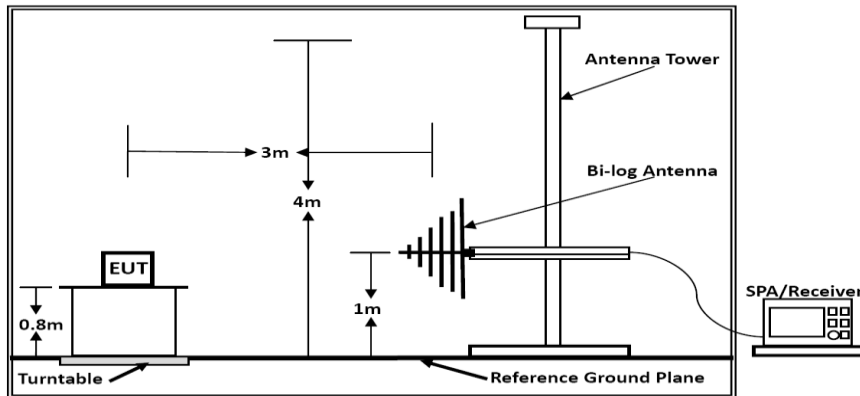 Antenna Tower
3m
Bi-log Antenna
4m
EUT
SPA/Receiver
0.8m
1m
Turntable
Reference Ground Plane